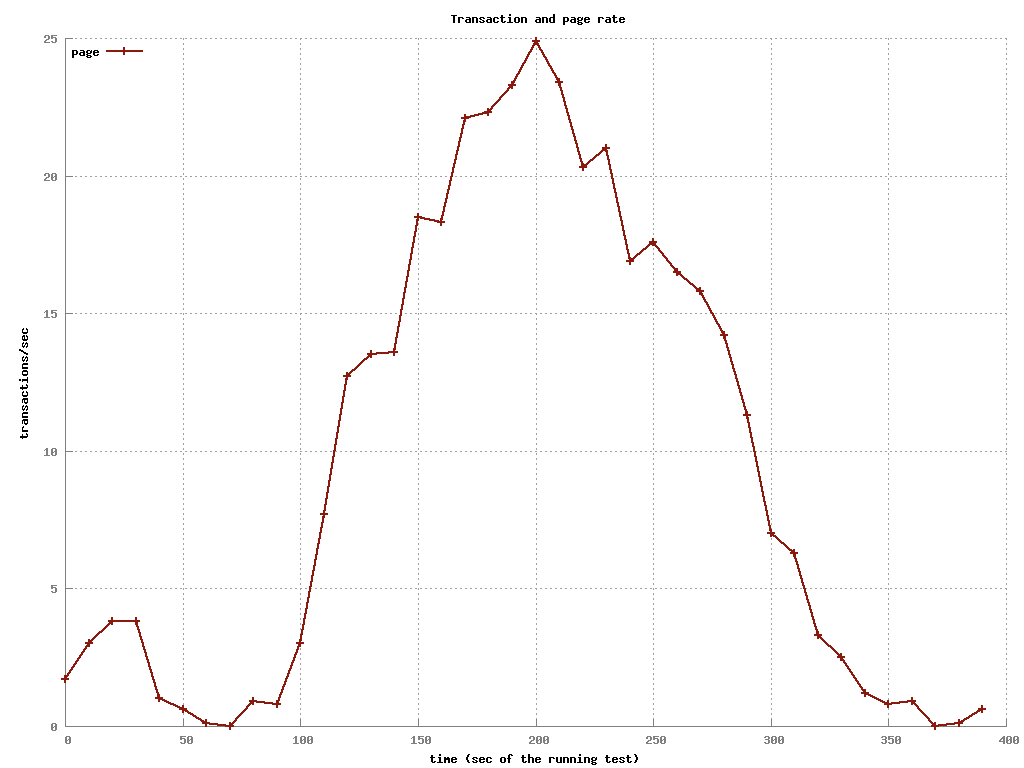 Transaction and page rate
page
25
20
15
10
5
0
transactions/sec
0 50 100 150 200 250 300 350 400
time (sec of the running test)